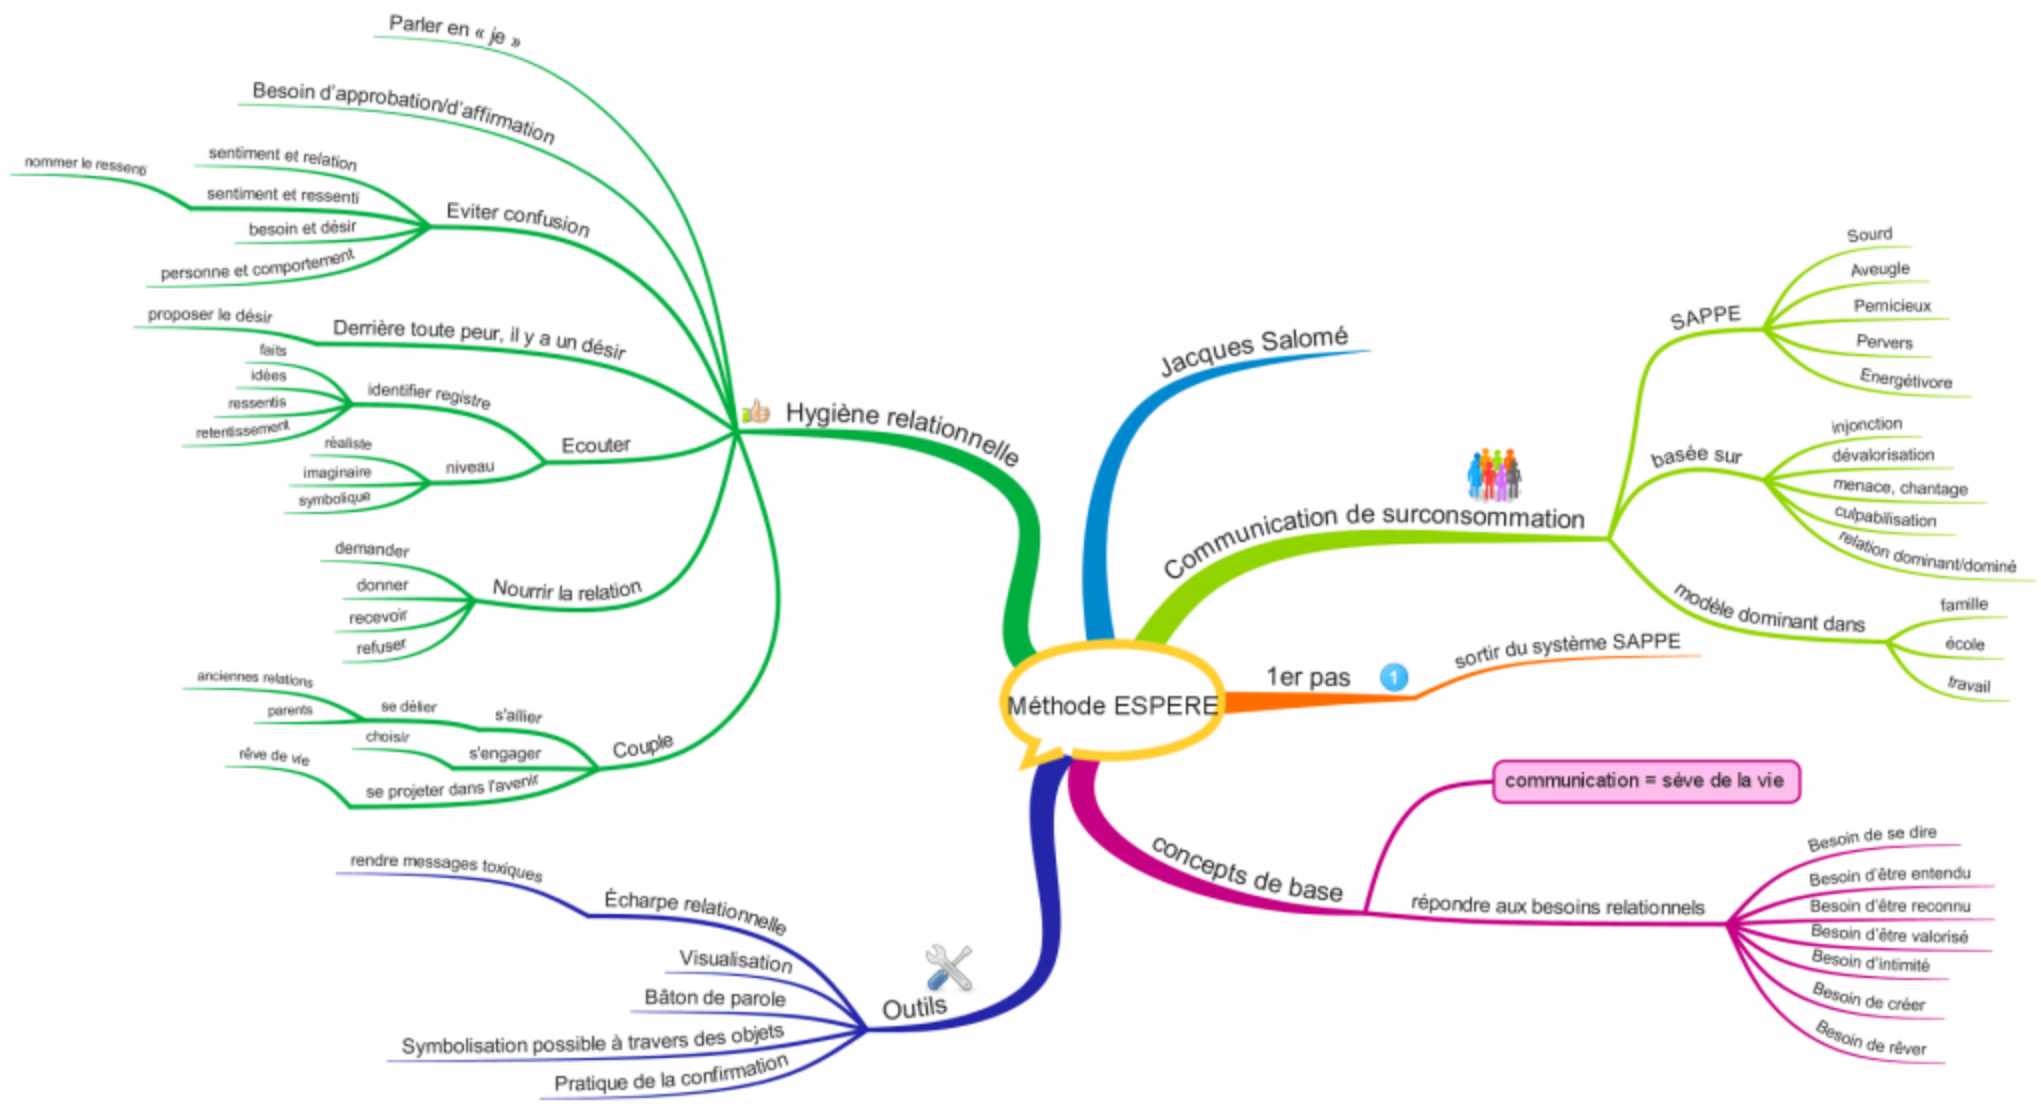 Méthode ESPERE
Jacques Salomé
Communication de surconsommation
SAPPE
Sourd
Aveugle
Pernicieux
Pervers
Energétivore
basée sur
injonction
dévalorisation
menace, chantage
culpabilisation
relation dominant/dominé
modèle dominant dans
famille
école
travail
1er pas
1
sortir du système SAPPE
concepts de base
communication = sève de la vie
répondre aux besoins relationnels
Besoin de se dire
Besoin d'être entendu
Besoin d'être reconnu
Besoin d'être valorisé
Besoin d'intimité
Besoin de créer
Besoin de rêver
Outils
Écharpe relationnelle
rendre messages toxiques
Visualisation
Bâton de parole
Symbolisation possible à travers des objets
Pratique de la confirmation
Hygiène relationnelle
Parler en « je »
Besoin d'approbation/d'affirmation
Eviter confusion
sentiment et relation
sentiment et ressenti
nommer le ressenti
besoin et désir
personne et comportement
Derrière toute peur, il y a un désir
proposer le désir
Ecouter
identifier registre
faits
idées
ressentis
retentissement
niveau
réaliste
imaginaire
symbolique
Nourrir la relation
demander
donner
recevoir
refuser
Couple
s'allier
se délier
anciennes relations
parents
s'engager
choisir
se projeter dans l'avenir
rêve de vie